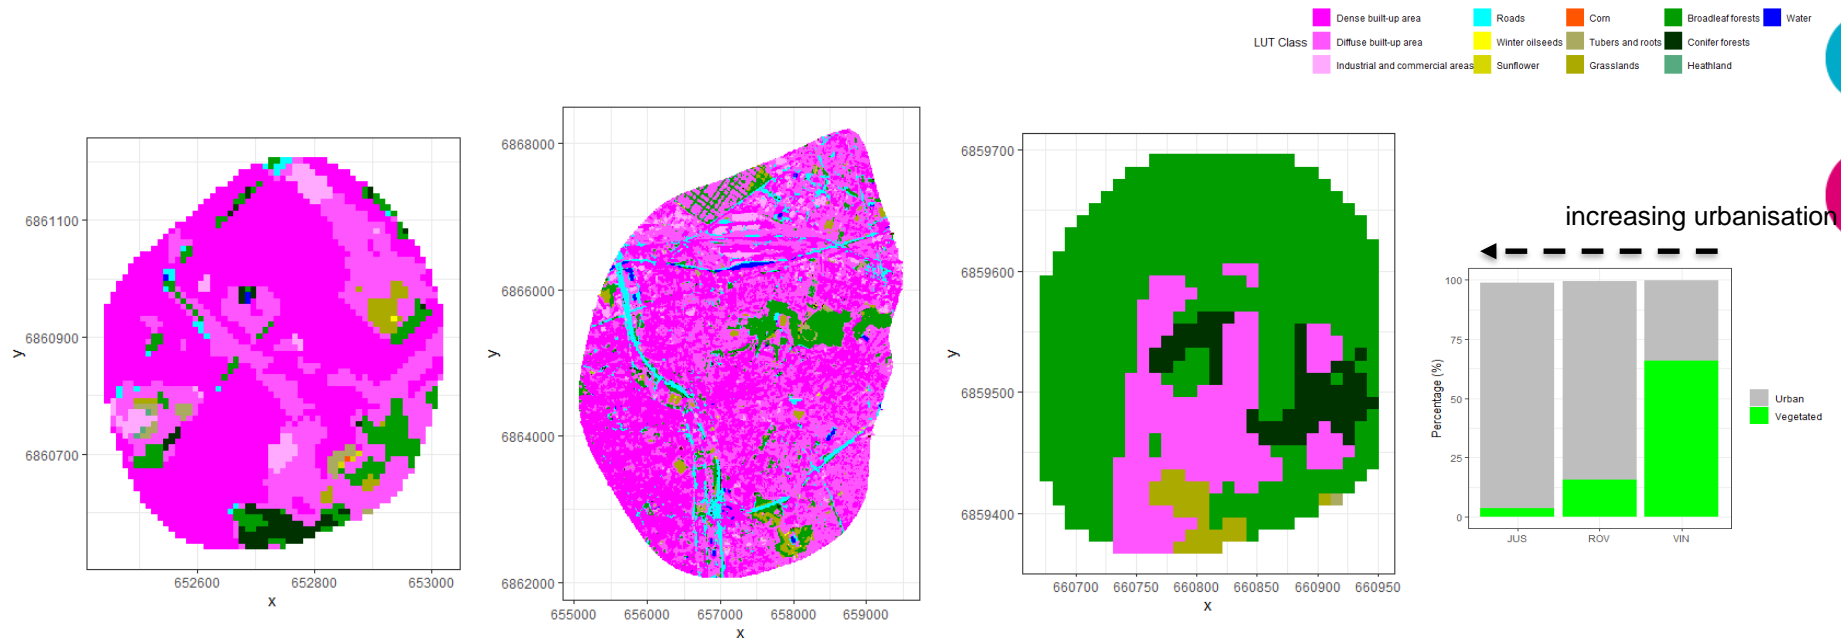 LUT Class
Dense built-up area
Diffuse built-up area
Industrial and commercial areas
Roads
Winter oilseeds
Sunflower
Corn
Tubers and roots
Grasslands
Broadleaf forests
Conifer forests
Heathland
Water
6861100
6860900
6860700
y
652600 652800 653000
x
6868000
6866000
6864000
6862000
y
655000 656000 657000 658000 659000
x
6859700
6859600
6859500
6859400
y
660700 660750 660800 660850 660900 660950
x
increasing urbanisation
100
75
50
25
0
Percentage (%)
JUS ROV VIN
Urban
Vegetated